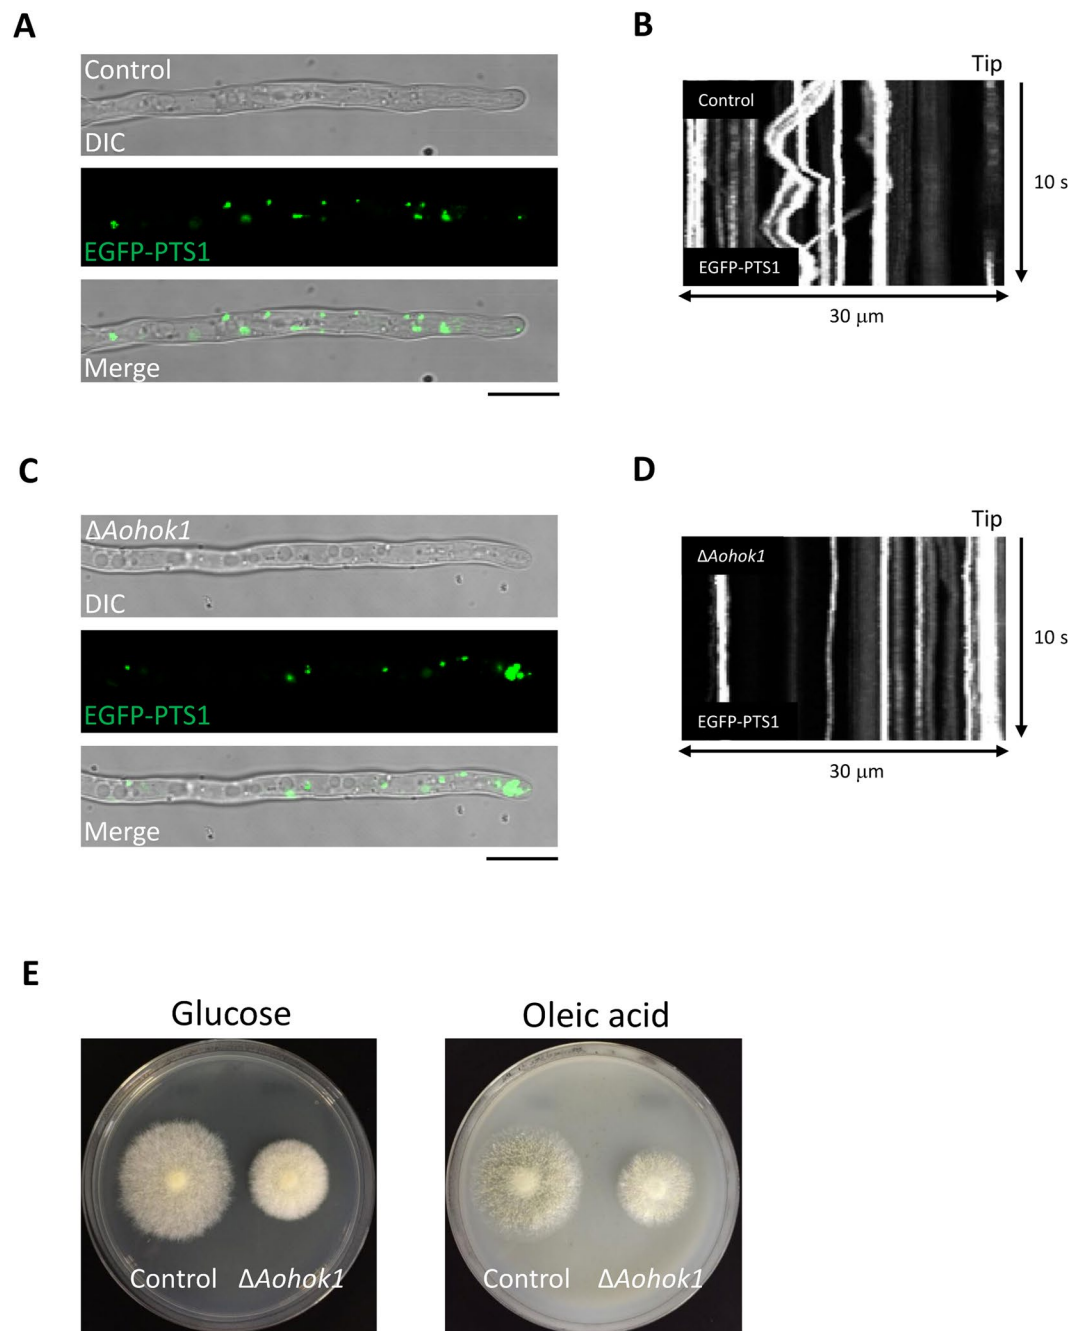 A
Control
DIC
EGFP-PTS1
Merge
B
Tip
Control
EGFP-PTS1
10 s
30 μm
C
ΔAohok1
DIC
EGFP-PTS1
Merge
D
Tip
ΔAohok1
EGFP-PTS1
10 s
30 μm
E
Glucose
Control ΔAohok1
Oleic acid
Control ΔAohok1